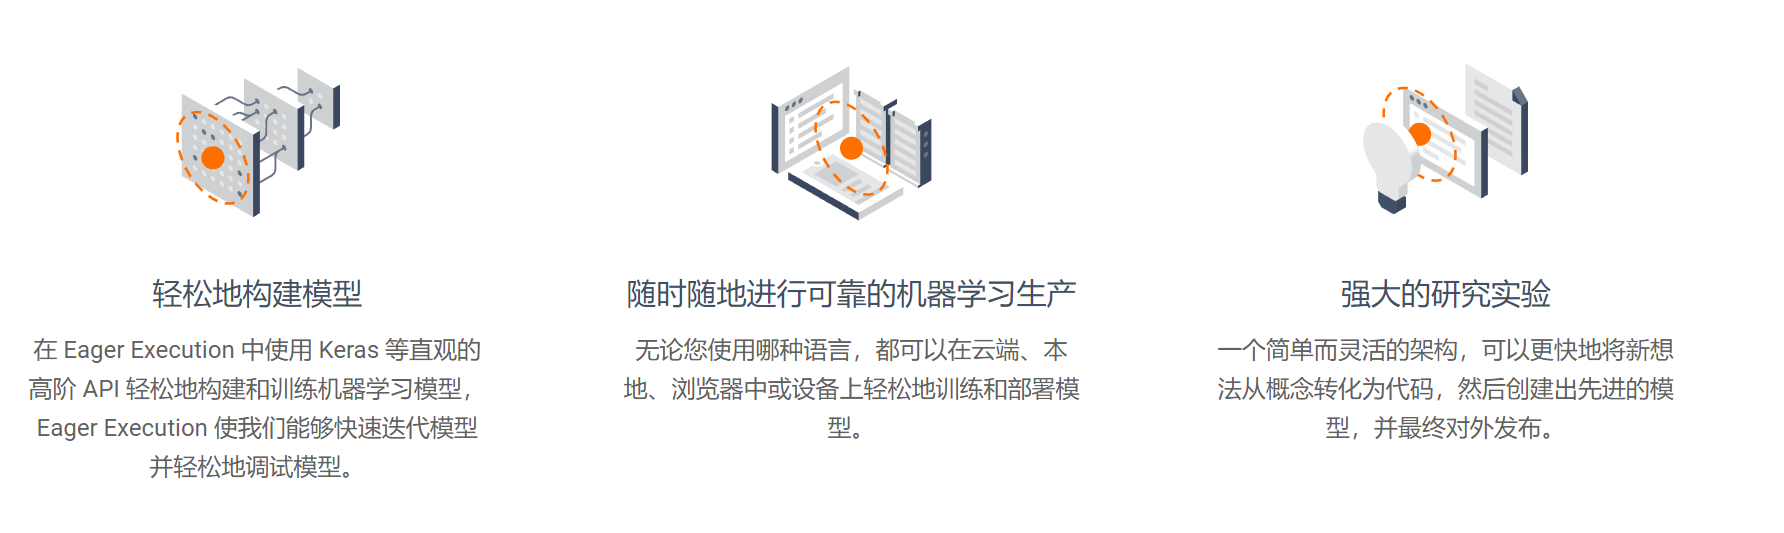 轻松地构建模型
在 Eager Execution 中使用 Keras 等直观的
高阶 API 轻松地构建和训练机器学习模型，
Eager Execution 使我们能够快速迭代模型
并轻松地调试模型。
随时随地进行可靠的机器学习生产
无论您使用哪种语言，都可以在云端、本
地、浏览器中或设备上轻松地训练和部署模
型。
强大的研究实验
一个简单而灵活的架构，可以更快地将新想
法从概念转化为代码，然后创建出先进的模
型，并最终对外发布。